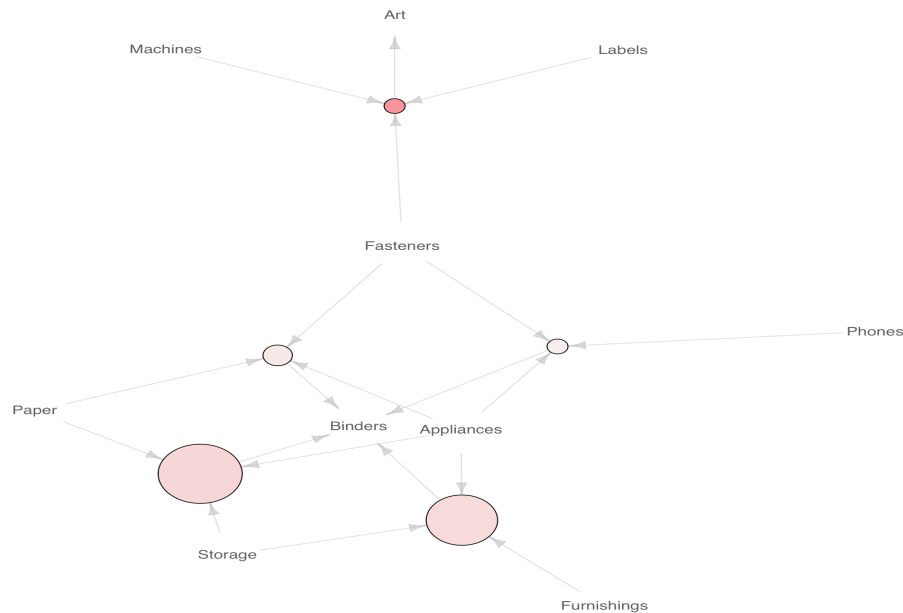 Art
Machines
Labels
Fasteners
Phones
Paper
Binders
Appliances
Storage
Furnishings